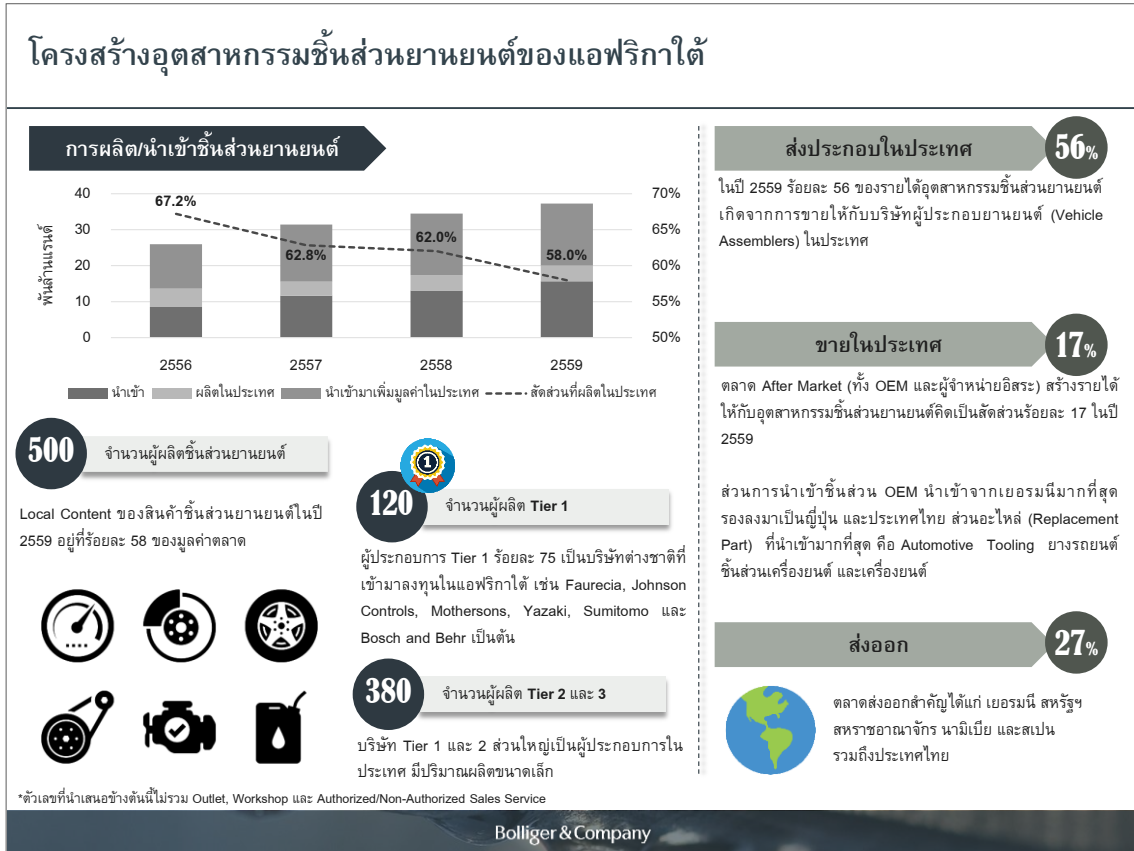 โครงสร้างอุตสาหกรรมชิ้นส่วนยานยนต์ของแอฟริกาใต้
การผลิต/นำเข้าชิ้นส่วนยานยนต์
พันล้านแรนด์
40
30
20
10
0
70%
65%
60%
55%
50%
67.2%
62.8%
62.0%
58.0%
2556
2557
2558
2559
นำเข้า
ผลิตในประเทศ
นำเข้ามาเพิ่มมูลค่าในประเทศ
สัดส่วนที่ผลิตในประเทศ
500
จำนวนผู้ผลิตชิ้นส่วนยานยนต์
Local Content ของสินค้าชิ้นส่วนยานยนต์ในปี
2559 อยู่ที่ร้อยละ 58 ของมูลค่าตลาด
1
120
จำนวนผู้ผลิต Tier 1
ผู้ประกอบการ Tier 1 ร้อยละ 75 เป็นบริษัทต่างชาติที่
เข้ามาลงทุนในแอฟริกาใต้ เช่น Faurecia, Johnson
Controls, Mothersons, Yazaki, Sumitomo และ
Bosch and Behr เป็นต้น
380
จำนวนผู้ผลิต Tier 2 และ 3
บริษัท Tier 1 และ 2 ส่วนใหญ่เป็นผู้ประกอบการใน
ประเทศ มีปริมาณผลิตขนาดเล็ก
ส่งประกอบในประเทศ
56%
ในปี 2559 ร้อยละ 56 ของรายได้อุตสาหกรรมชิ้นส่วนยานยนต์
เกิดจากการขายให้กับบริษัทผู้ประกอบยานยนต์ (Vehicle
Assemblers) ในประเทศ
ขายในประเทศ
17%
ตลาด After Market (ทั้ง OEM และผู้จำหน่ายอิสระ) สร้างรายได้
ให้กับอุตสาหกรรมชิ้นส่วนยานยนต์คิดเป็นสัดส่วนร้อยละ 17 ในปี
2559
ส่วนการนำเข้าชิ้นส่วน OEM นำเข้าจากเยอรมนีมากที่สุด
รองลงมาเป็นญี่ปุ่น และประเทศไทย ส่วนอะไหล่ (Replacement
Part) ที่นำเข้ามากที่สุด คือ Automotive Tooling ยางรถยนต์
ชิ้นส่วนเครื่องยนต์ และเครื่องยนต์
ส่งออก
27%
ตลาดส่งออกสำคัญได้แก่ เยอรมนี สหรัฐฯ
สหราชอาณาจักร นามิเบีย และสเปน
รวมถึงประเทศไทย
*ตัวเลขที่นำเสนอข้างต้นนี้ไม่รวม Outlet, Workshop และ Authorized/Non-Authorized Sales Service
Bolliger & Company